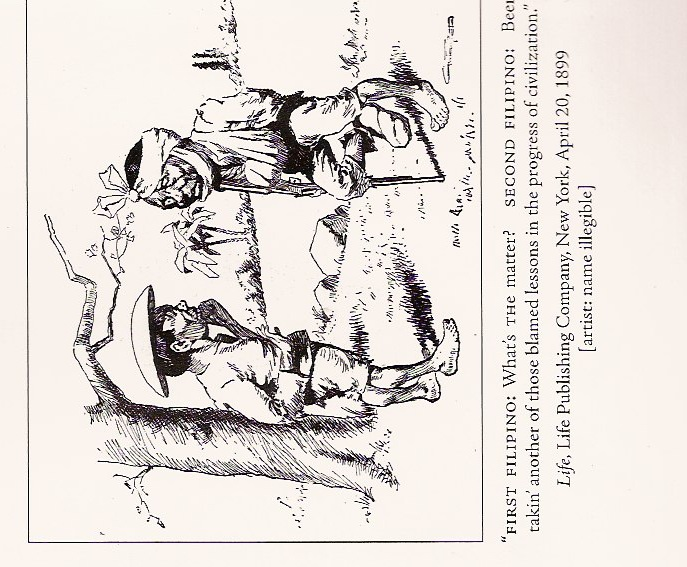 "FIRST FILIPINO: What's THE matter? SECOND FILIPINO: Been
takin' another of those blamed lessons in the progress of civilization."
Life, Life Publishing Company, New York, April 20, 1899
[artist: name illegible]